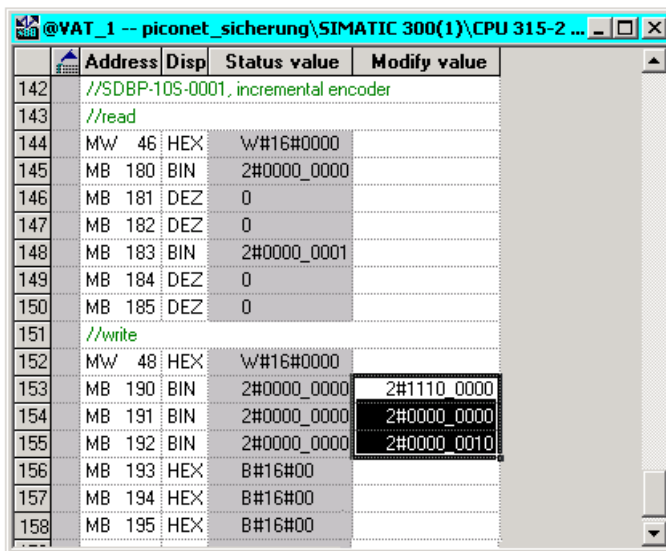 @VAT_1 -- piconet_sicherung\SIMATIC 300(1)\CPU 315-2 ...
Address Disp Status value Modify value
142 //SDBP-10S-0001, incremental encoder
143 //read
144 MW 46 HEX W#16#0000
145 MB 180 BIN 2#0000_0000
146 MB 181 DEZ 0
147 MB 182 DEZ 0
148 MB 183 BIN 2#0000_0001
149 MB 184 DEZ 0
150 MB 185 DEZ 0
151 //write
152 MW 48 HEX W#16#0000
153 MB 190 BIN 2#0000_0000 2#1110_0000
154 MB 191 BIN 2#0000_0000 2#0000_0000
155 MB 192 BIN 2#0000_0000 2#0000_0010
156 MB 193 HEX B#16#00
157 MB 194 HEX B#16#00
158 MB 195 HEX B#16#00